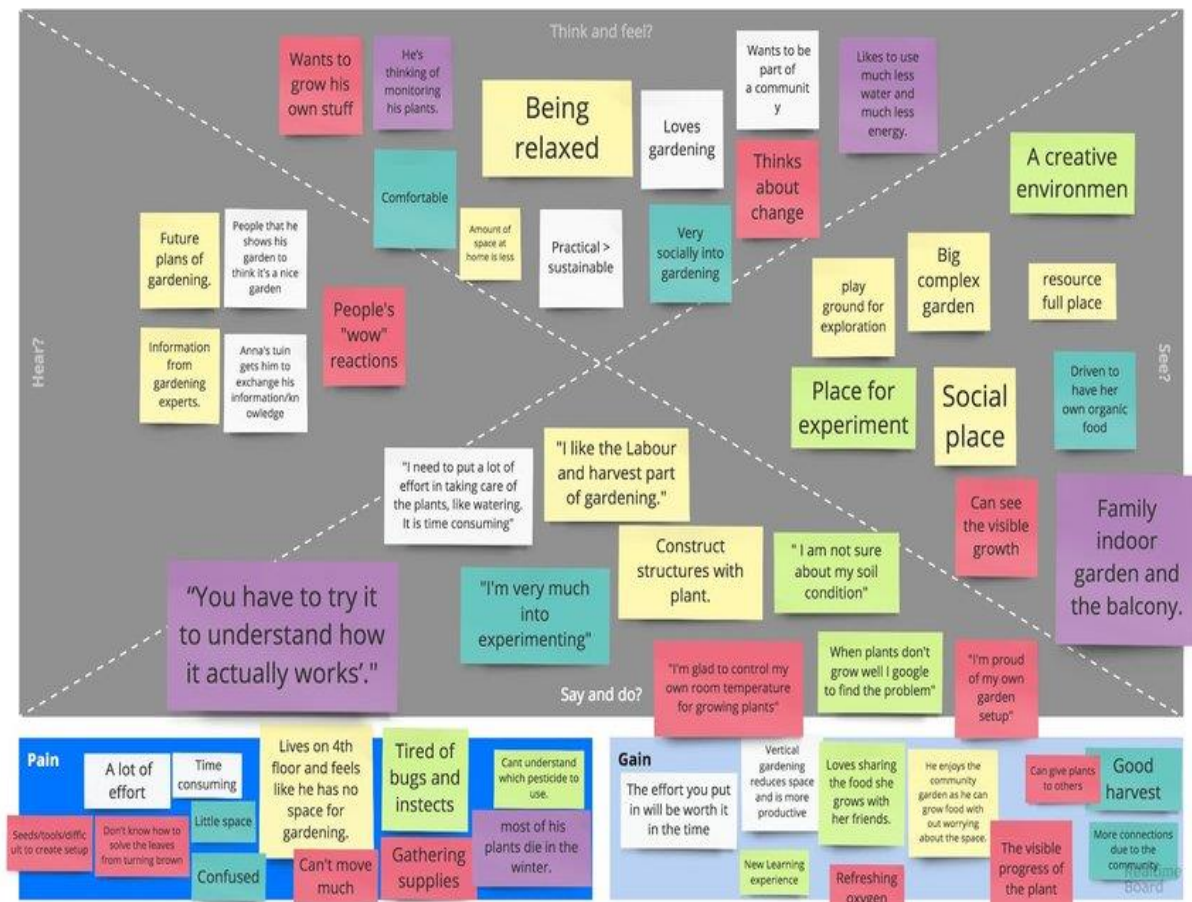 Think and feel?
Wants to
grow his
own stuff
He's
thinking of
monitoring
his plants.
Being
relaxed
Loves
gardening
Wants to be
part of
a communit
y
Likes to use
much less
water and
much less
energy.
Comfortable
Amount of
space at
home is less
Practical >
sustainable
Very
socially into
gardening
Thinks
about
change
Hear?
Future
plans of
gardening.
People that he
shows his
garden to
think it's a nice
garden
People's
"wow"
reactions
Information
from
gardening
experts.
Anna's tuin
gets him to
exchange his
information/kn
owledge
See?
A creative
environmen
play
ground for
exploration
Big
complex
garden
resource
full place
Place for
experiment
Social
place
Driven to
have her
own organic
food
Can see
the visible
growth
Family
indoor
garden and
the balcony.
"I need to put a lot of
effort in taking care of
the plants, like watering.
It is time consuming"
"I like the Labour
and harvest part
of gardening."
Construct
structures with
plant.
" I am not sure
about my soil
condition"
"You have to try it
to understand how
it actually works'."
"I'm very much
into
experimenting"
Say and do?
"I'm glad to control my
own room temperature
for growing plants"
When plants don't
grow well I google
to find the problem"
"I'm proud
of my own
garden
setup"
Pain
A lot of
effort
Time
consuming
Lives on 4th
floor and feels
like he has no
space for
gardening.
Tired of
bugs and
instects
Cant understand
which pesticide to
use.
Seeds/tools/diffic
ult to create setup
Don't know how to
solve the leaves
from turning brown
Little space
Confused
Can't move
much
Gathering
supplies
most of his
plants die in the
winter.
Gain
The effort you put
in will be worth it
in the time
Vertical
gardening
reduces space
and is more
productive
Loves sharing
the food she
grows with
her friends.
He enjoys the
community
garden as he can
grow food with
out worrying
about the space.
Can give plants
to others
Good
harvest
New Learning
experience
Refreshing
oxygen
The visible
progress of
the plant
More connections
due to the
community
Realtime
Board